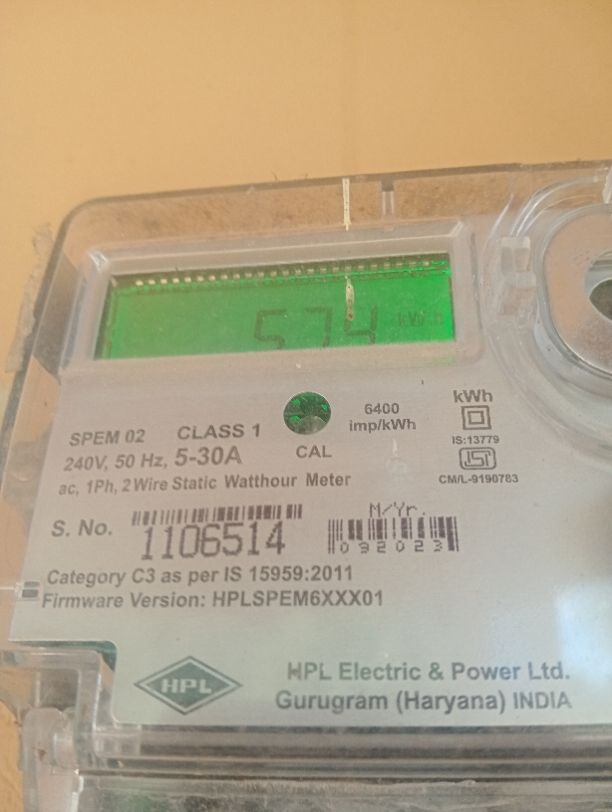 574 kWh
6400
imp/kWh
kWh
SPEM 02 CLASS 1
CAL
IS:13779
240V, 50 Hz, 5-30A
ISI
CM/L-9190783
ac, 1Ph, 2 Wire Static Watthour Meter
S. No. 1106514
M/Yr.
092023
Category C3 as per IS 15959:2011
Firmware Version: HPLSPEM6XXX01
HPL
HPL Electric & Power Ltd.
Gurugram (Haryana) INDIA